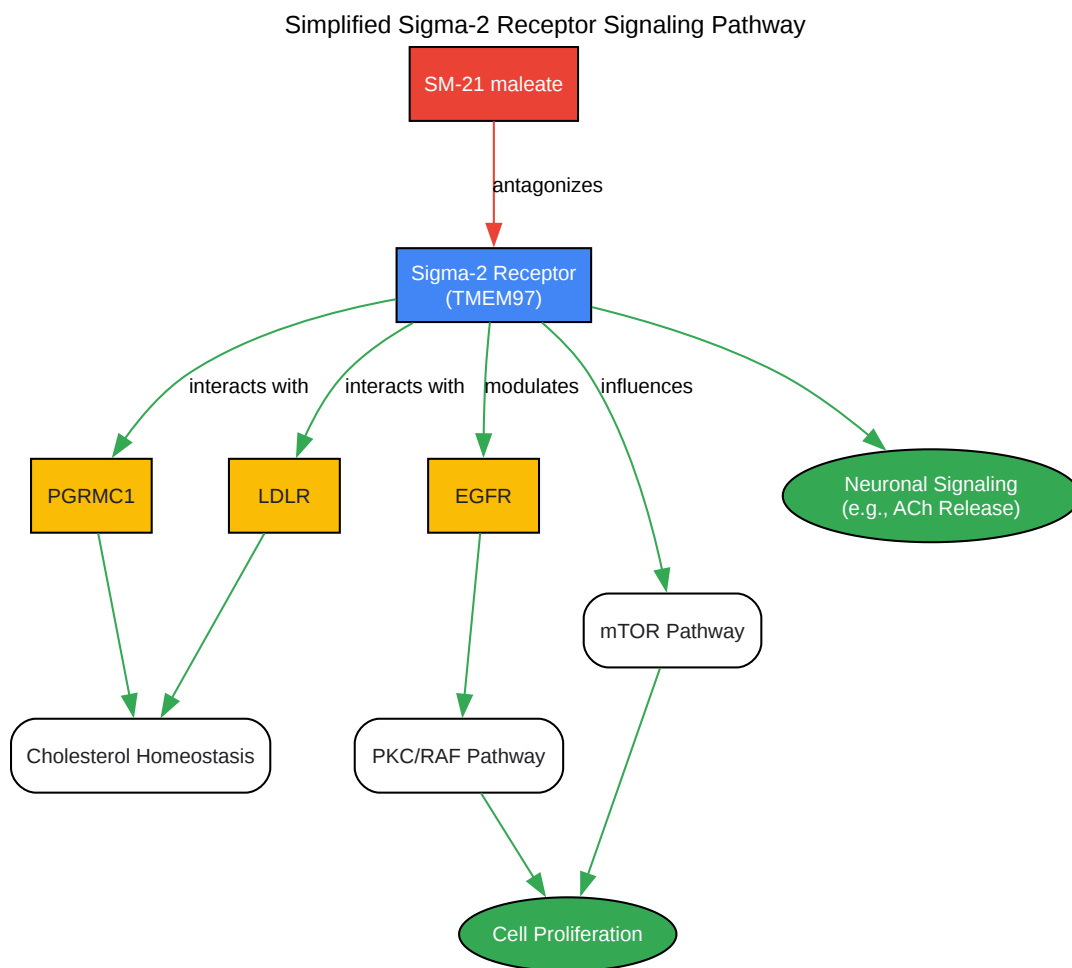 Simplified Sigma-2 Receptor Signaling Pathway
SM-21 maleate
antagonizes
Sigma-2 Receptor
(TMEM97)
interacts with
interacts with
modulates
influences
PGRMC1
LDLR
EGFR
Neuronal Signaling
(e.g., ACh Release)
mTOR Pathway
Cholesterol Homeostasis
PKC/RAF Pathway
Cell Proliferation